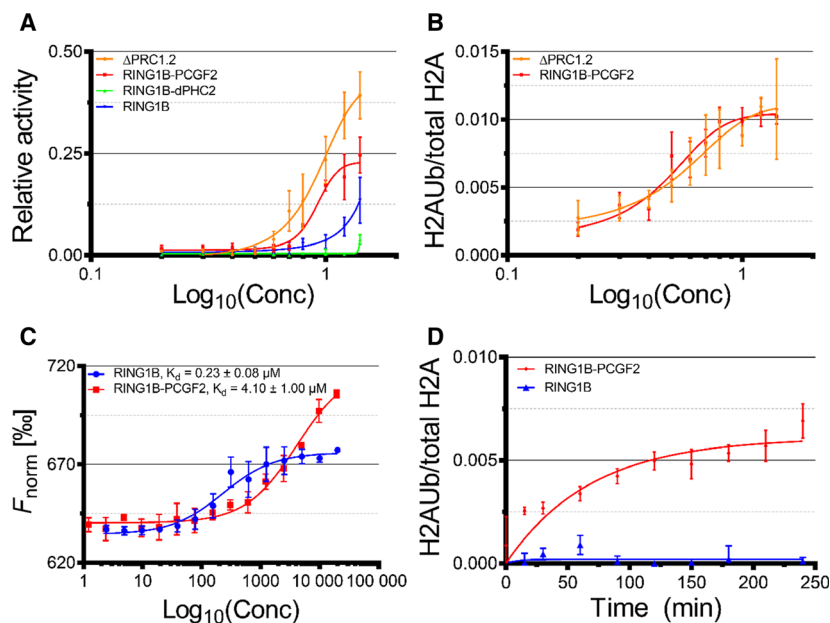 A
0.50
0.25
0.00
Relative activity
ΔPRC1.2
RING1B-PCGF2
RING1B-dPHC2
RING1B
0.1
1
Log10(Conc)
B
0.015
0.010
0.005
0.000
H2AUb/total H2A
ΔPRC1.2
RING1B-PCGF2
0.1
1
Log10(Conc)
C
720
670
620
Fnorm [‰]
RING1B, Kd = 0.23 ± 0.08 µM
RING1B-PCGF2, Kd = 4.10 ± 1.00 µM
1 10 100 1000 10 000 100 000
Log10(Conc)
D
0.010
0.005
0.000
H2AUb/total H2A
RING1B-PCGF2
RING1B
0 50 100 150 200 250
Time (min)